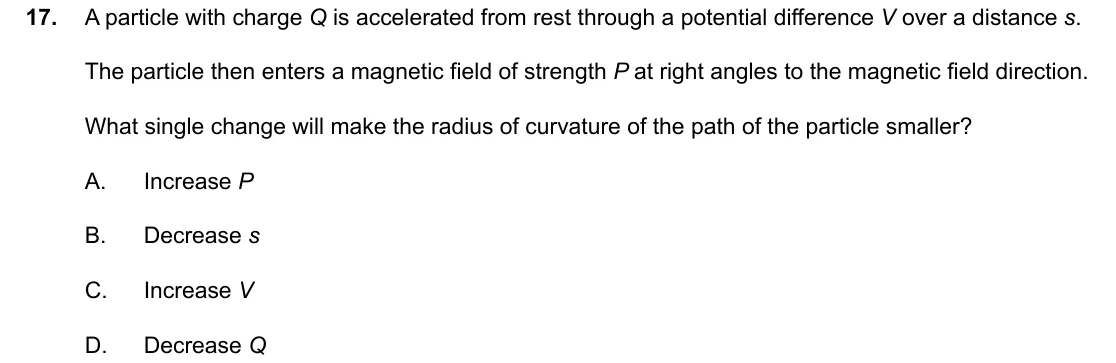 17. A particle with charge Q is accelerated from rest through a potential difference V over a distance s.
The particle then enters a magnetic field of strength P at right angles to the magnetic field direction.
What single change will make the radius of curvature of the path of the particle smaller?
A. Increase P
B. Decrease s
C. Increase V
D. Decrease Q